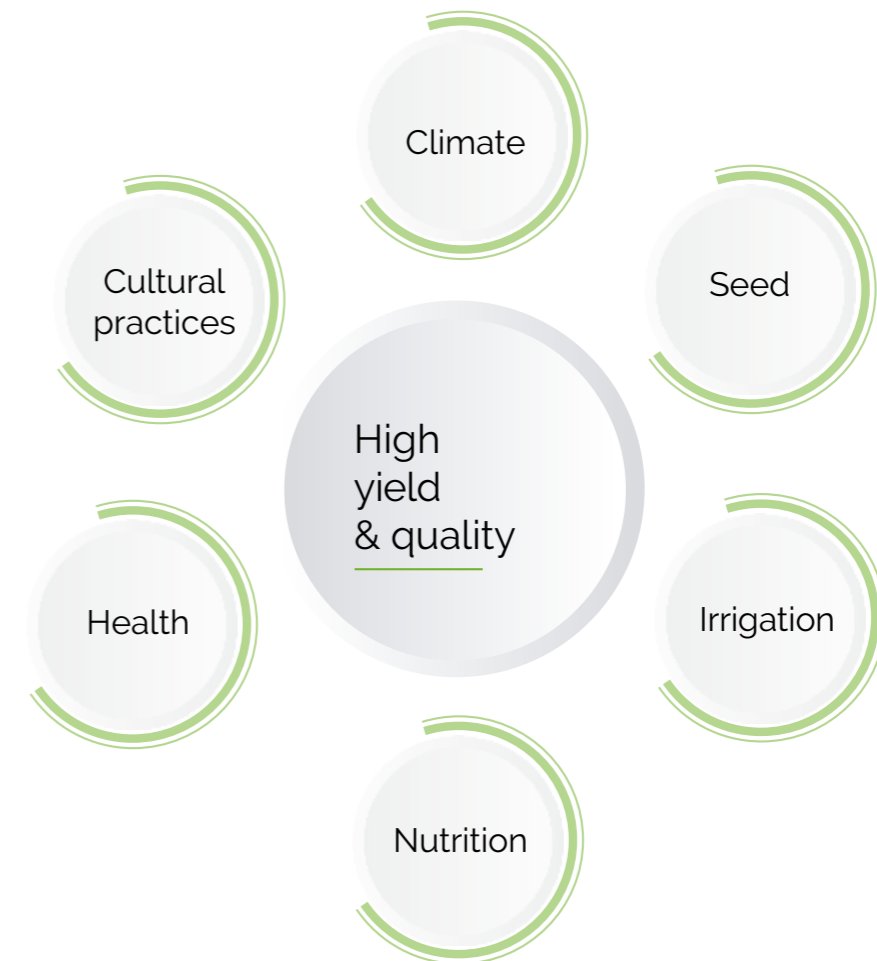 Climate
Seed
Cultural
practices
High
yield
& quality
Health
Irrigation
Nutrition